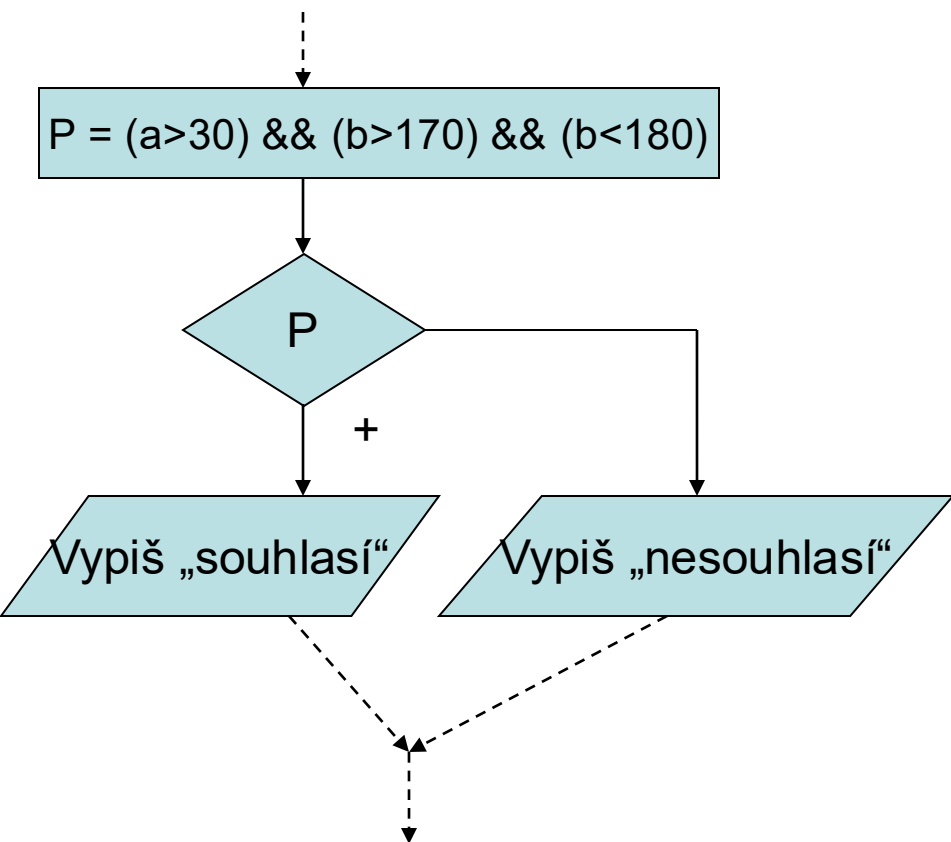 P = (a>30) && (b>170) && (b<180)
P
+
Vypiš „souhlasí“
Vypiš „nesouhlasí“